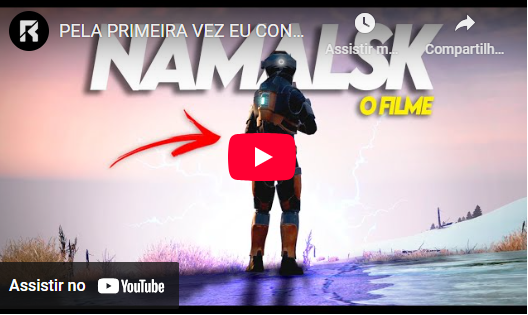 PELA PRIMEIRA VEZ EU CON...
Assistir m...
Compartilh...
NAMALSK
O FILME
Assistir no YouTube